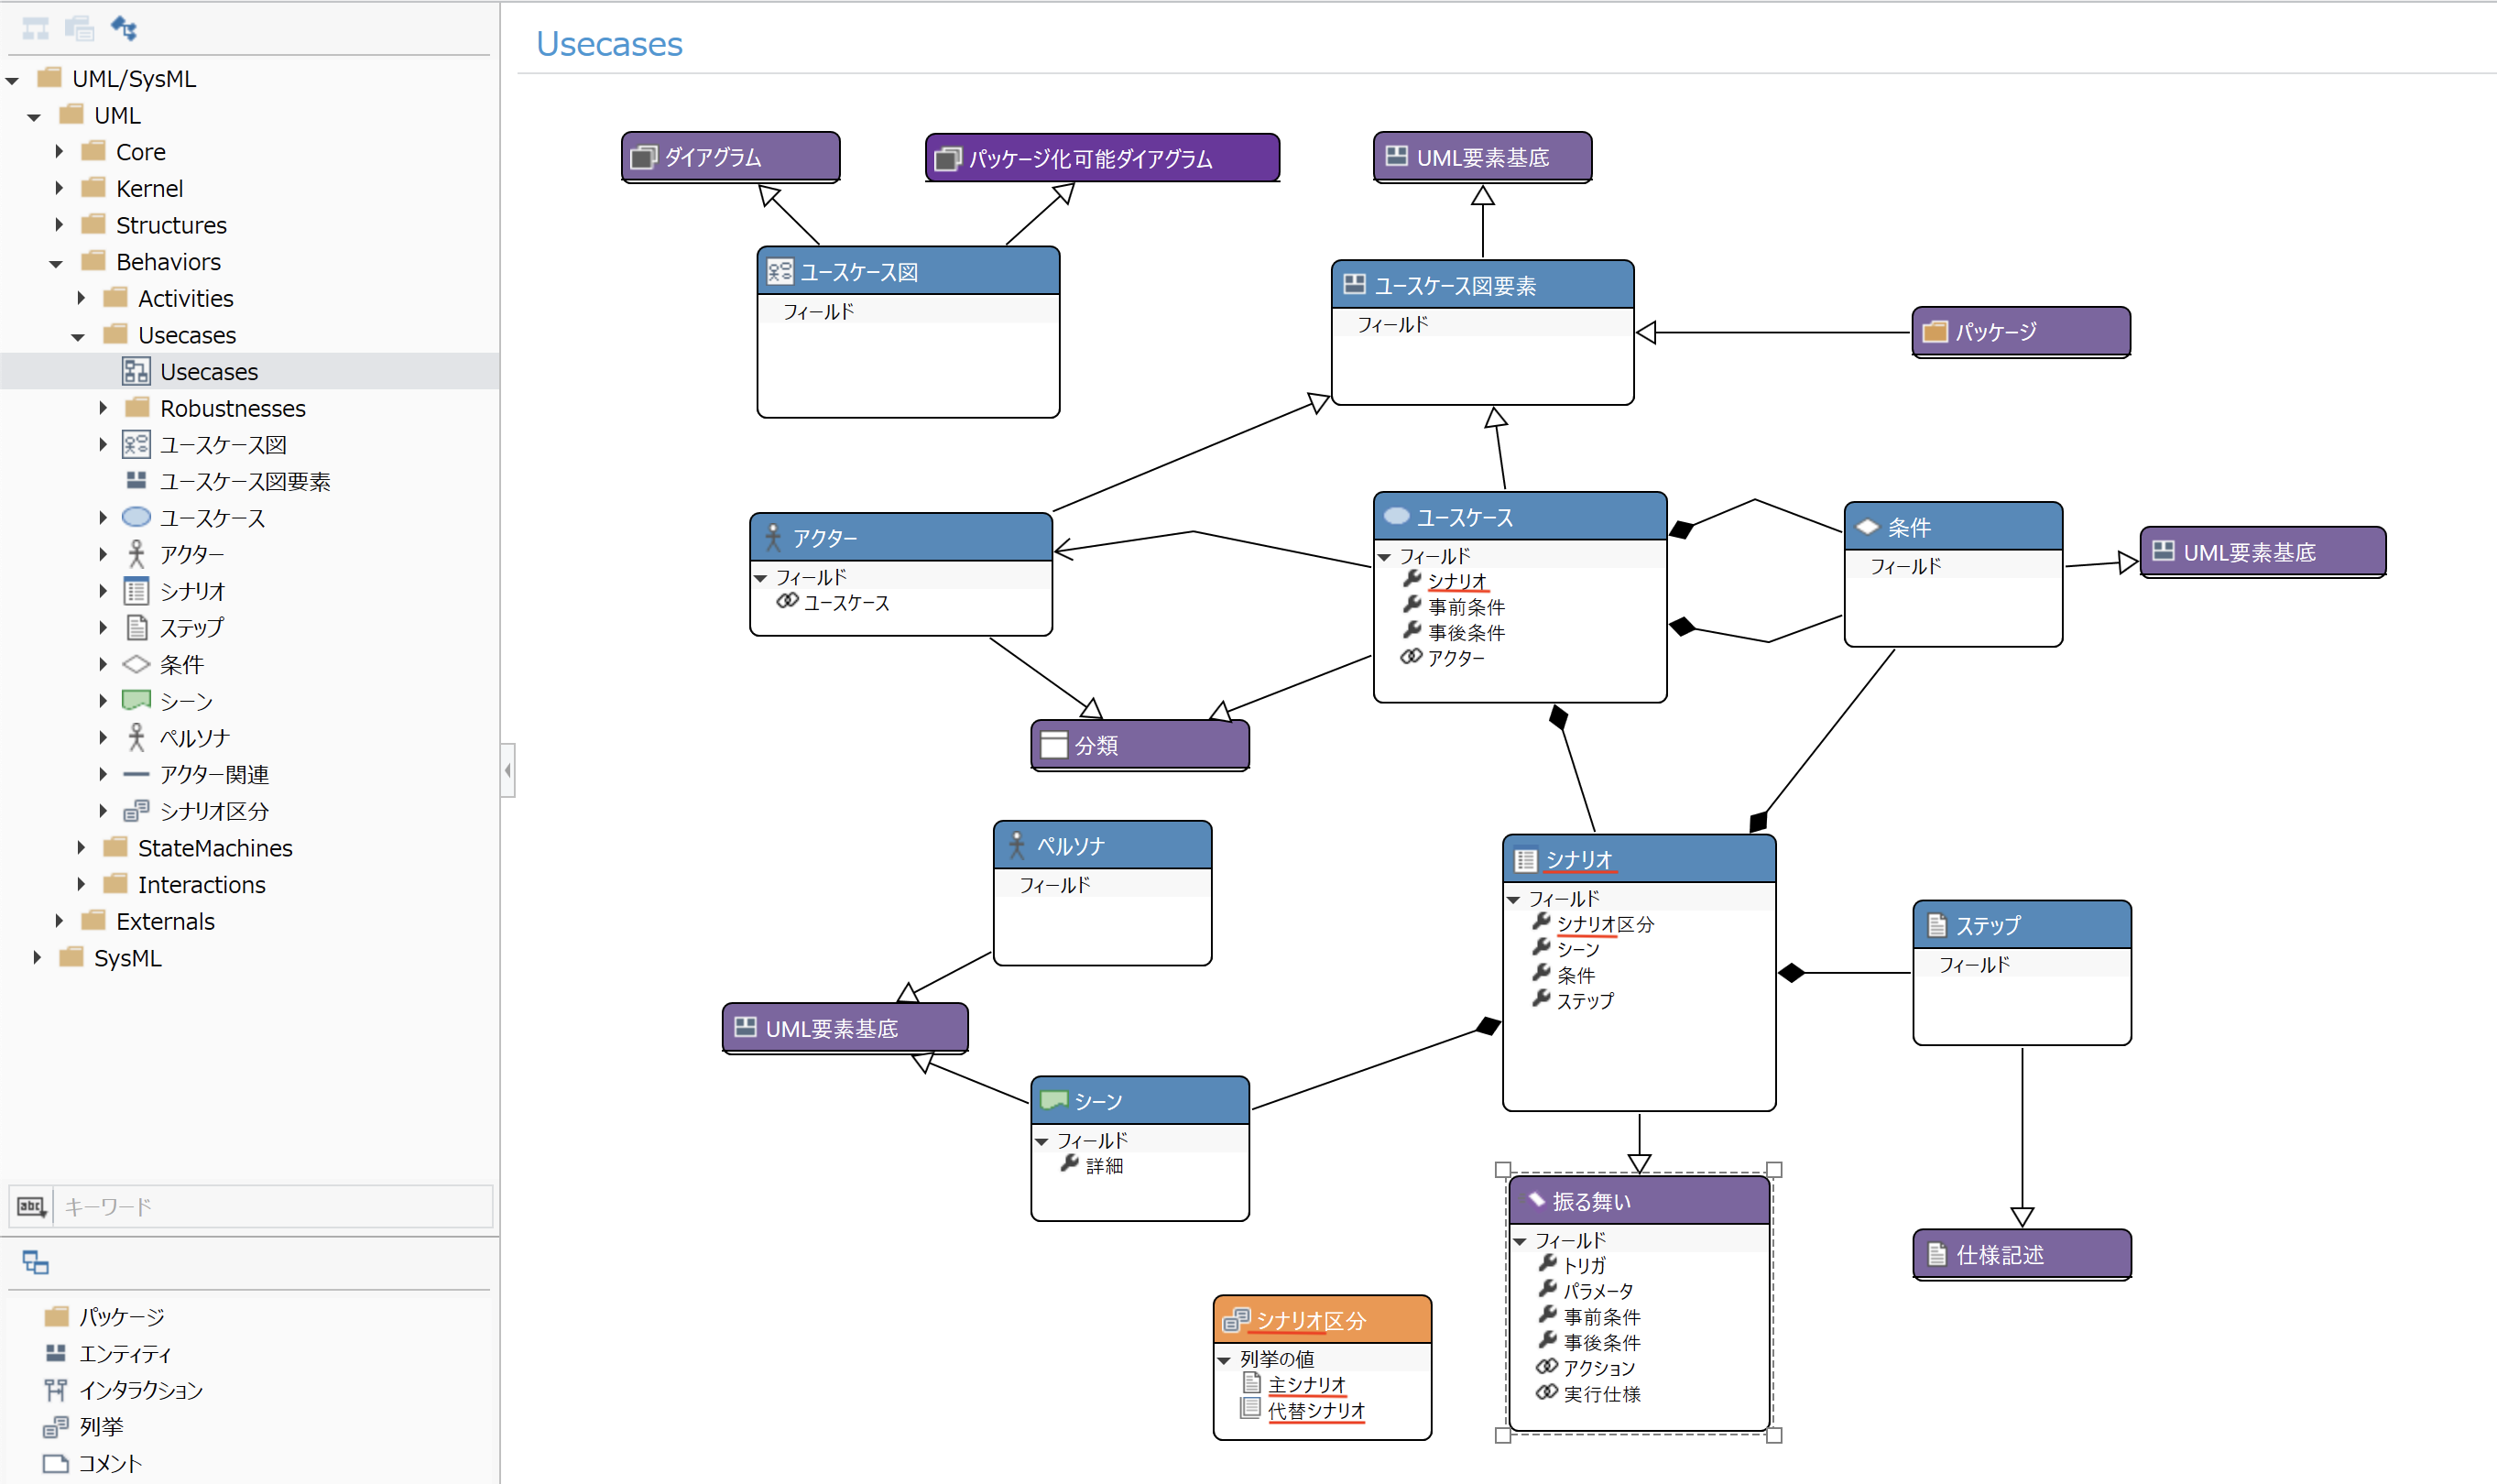 UML/SysML
UML
Core
Kernel
Structures
Behaviors
Activities
Usecases
Usecases
Robustnesses
ユースケース図
ユースケース図要素
ユースケース
アクター
シナリオ
ステップ
条件
シーン
ペルソナ
アクター関連
シナリオ区分
StateMachines
Interactions
Externals
SysML
abc
キーワード
パッケージ
エンティティ
インタラクション
列挙
コメント
Usecases
ダイアグラム
パッケージ化可能ダイアグラム
UML要素基底
ユースケース図
フィールド
ユースケース図要素
フィールド
パッケージ
アクター
フィールド
ユースケース
ユースケース
フィールド
シナリオ
事前条件
事後条件
アクター
条件
フィールド
UML要素基底
分類
ペルソナ
フィールド
シナリオ
フィールド
シナリオ区分
シーン
条件
ステップ
ステップ
フィールド
UML要素基底
シーン
フィールド
詳細
振る舞い
フィールド
トリガ
パラメータ
事前条件
事後条件
アクション
実行仕様
仕様記述
シナリオ区分
列挙の値
主シナリオ
代替シナリオ